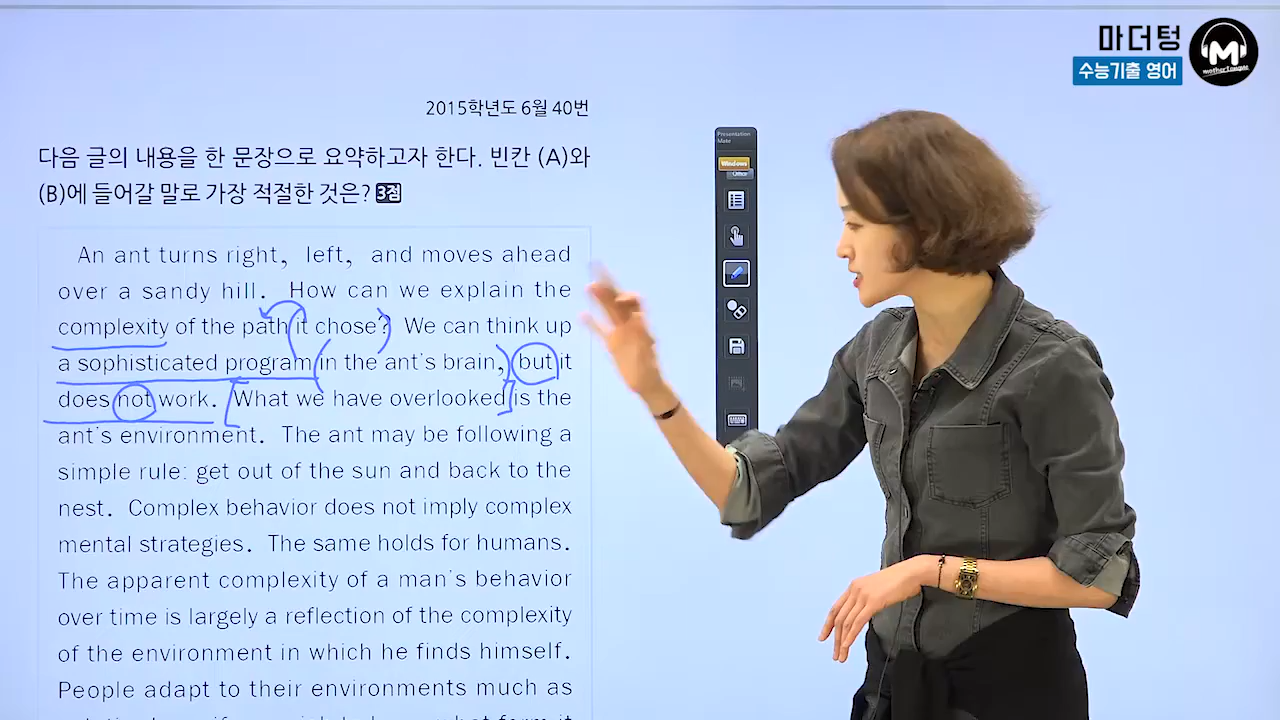 마더텅
수능기출 영어
M
mothertongue
2015학년도 6월 40번
다음 글의 내용을 한 문장으로 요약하고자 한다. 빈칸 (A)와
(B)에 들어갈 말로 가장 적절한 것은? 3점
Presentation
Windows
Office
An ant turns right, left, and moves ahead
over a sandy hill. How can we explain the
complexity of the path it chose? We can think up
a sophisticated program in the ant's brain, but it
does not work. What we have overlooked is the
ant's environment. The ant may be following a
simple rule: get out of the sun and back to the
nest. Complex behavior does not imply complex
mental strategies. The same holds for humans.
The apparent complexity of a man's behavior
over time is largely a reflection of the complexity
of the environment in which he finds himself.
People adapt to their environments much as